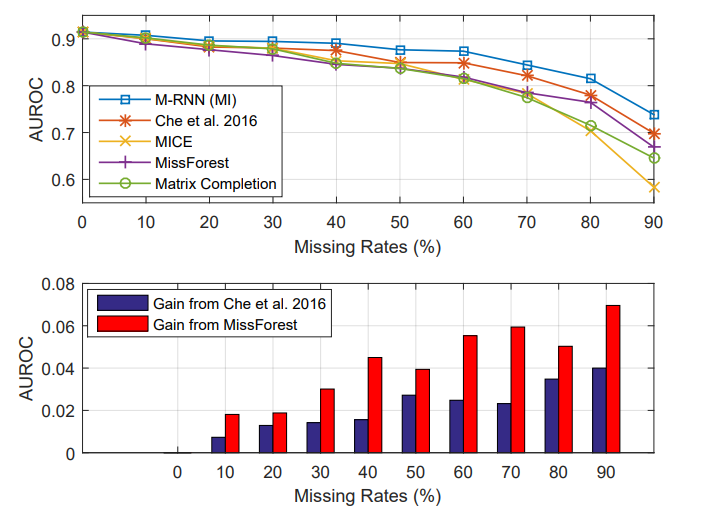 0.9
0.8
0.7
0.6
AUROC
M-RNN (MI)
Che et al. 2016
MICE
MissForest
Matrix Completion
0 10 20 30 40 50 60 70 80 90
Missing Rates (%)
0.08
0.06
0.04
0.02
0
AUROC
Gain from Che et al. 2016
Gain from MissForest
0 10 20 30 40 50 60 70 80 90
Missing Rates (%)